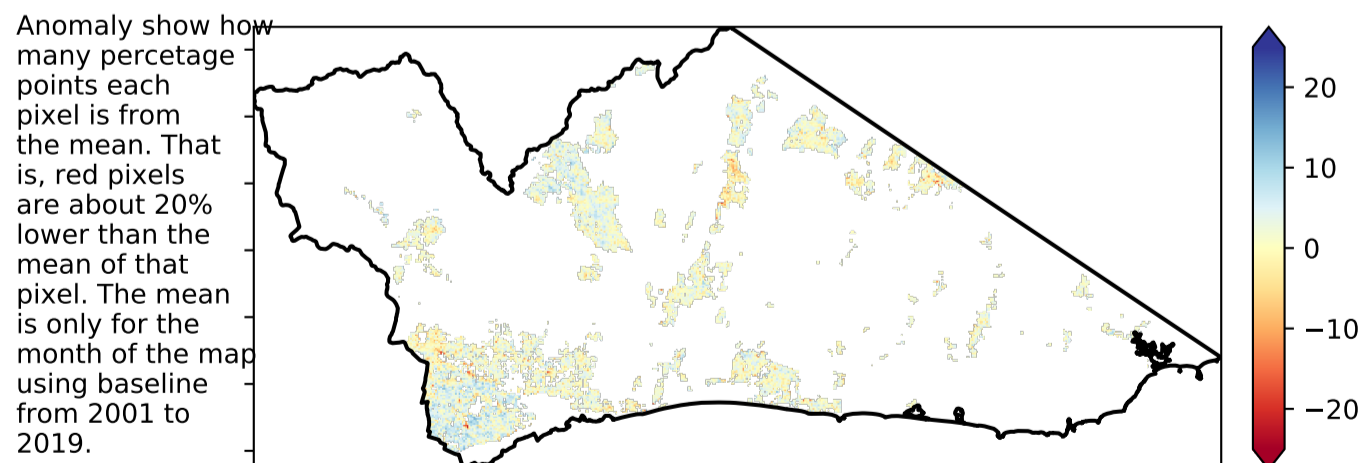 Anomaly show how
many percetage
points each
pixel is from
the mean. That
is, red pixels
are about 20%
lower than the
mean of that
pixel. The mean
is only for the
month of the map
using baseline
from 2001 to
2019.
20
10
0
−10
−20